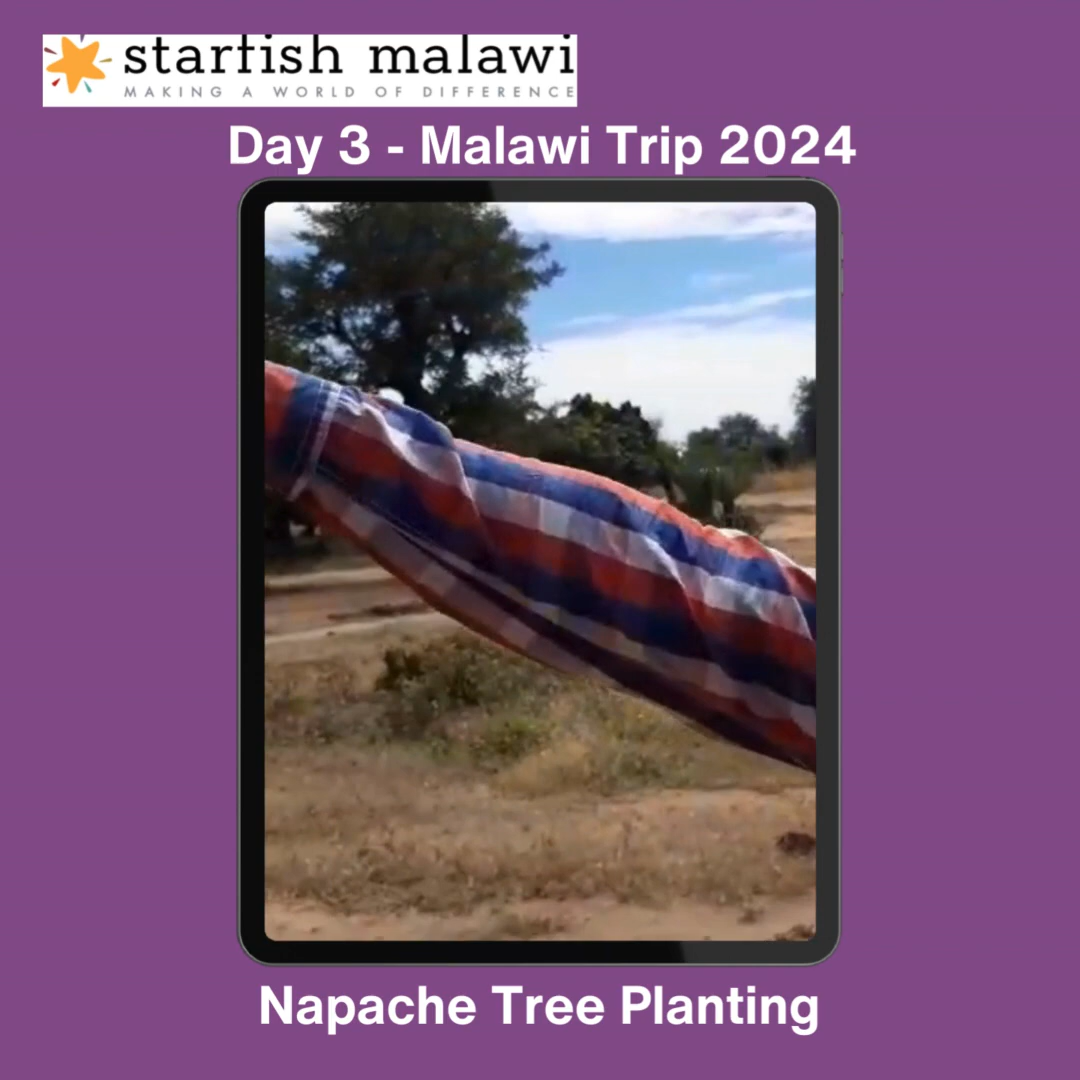 starfish malawi
MAKING A WORLD OF DIFFERENCE
Day 3 - Malawi Trip 2024
Napache Tree Planting